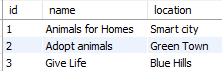 id name location
1 Animals for Homes Smart city
2 Adopt animals Green Town
3 Give Life Blue Hills